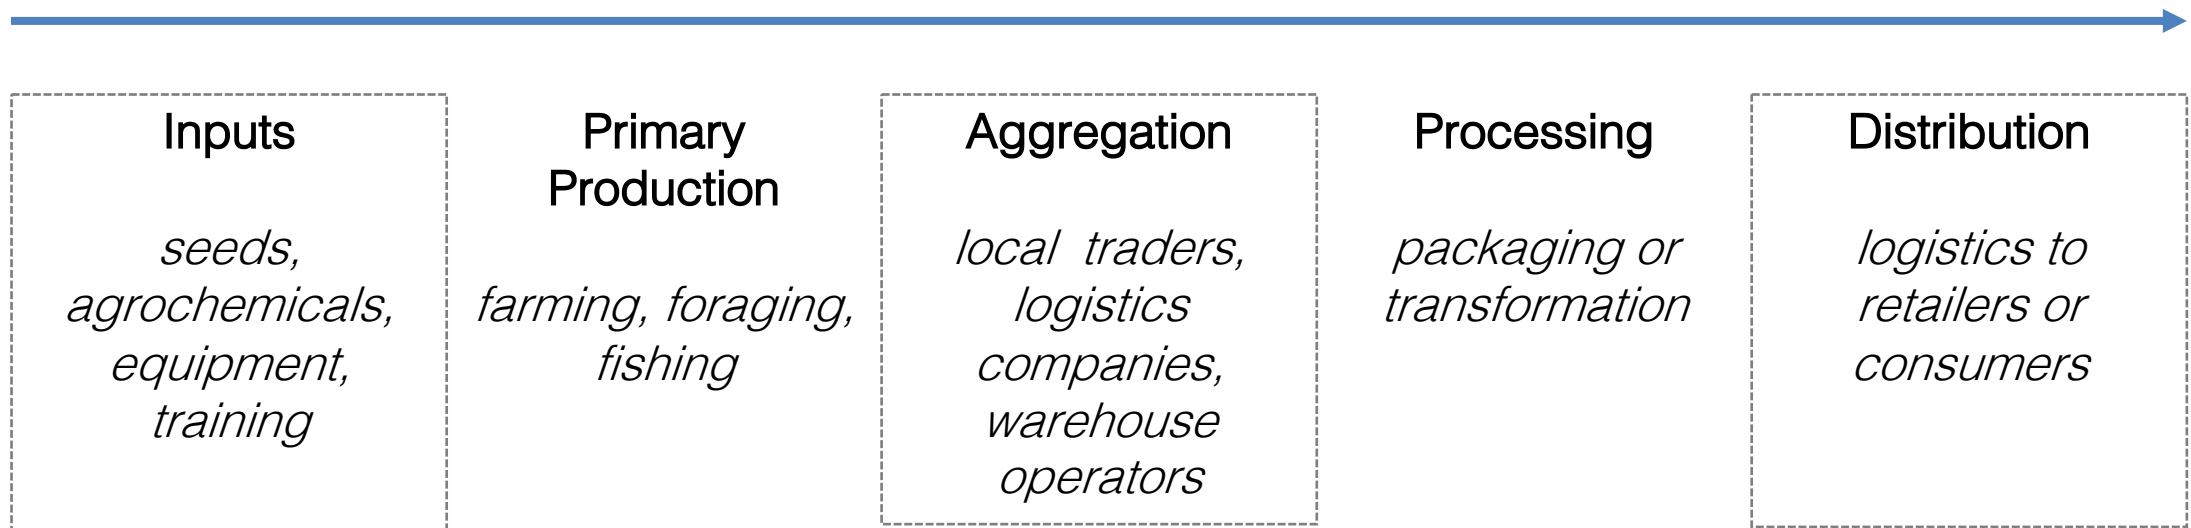 Inputs
seeds,
agrochemicals,
equipment,
training
Primary
Production
farming, foraging,
fishing
Aggregation
local  traders,
logistics
companies,
warehouse
operators
Processing
packaging or
transformation
Distribution
logistics to
retailers or
consumers